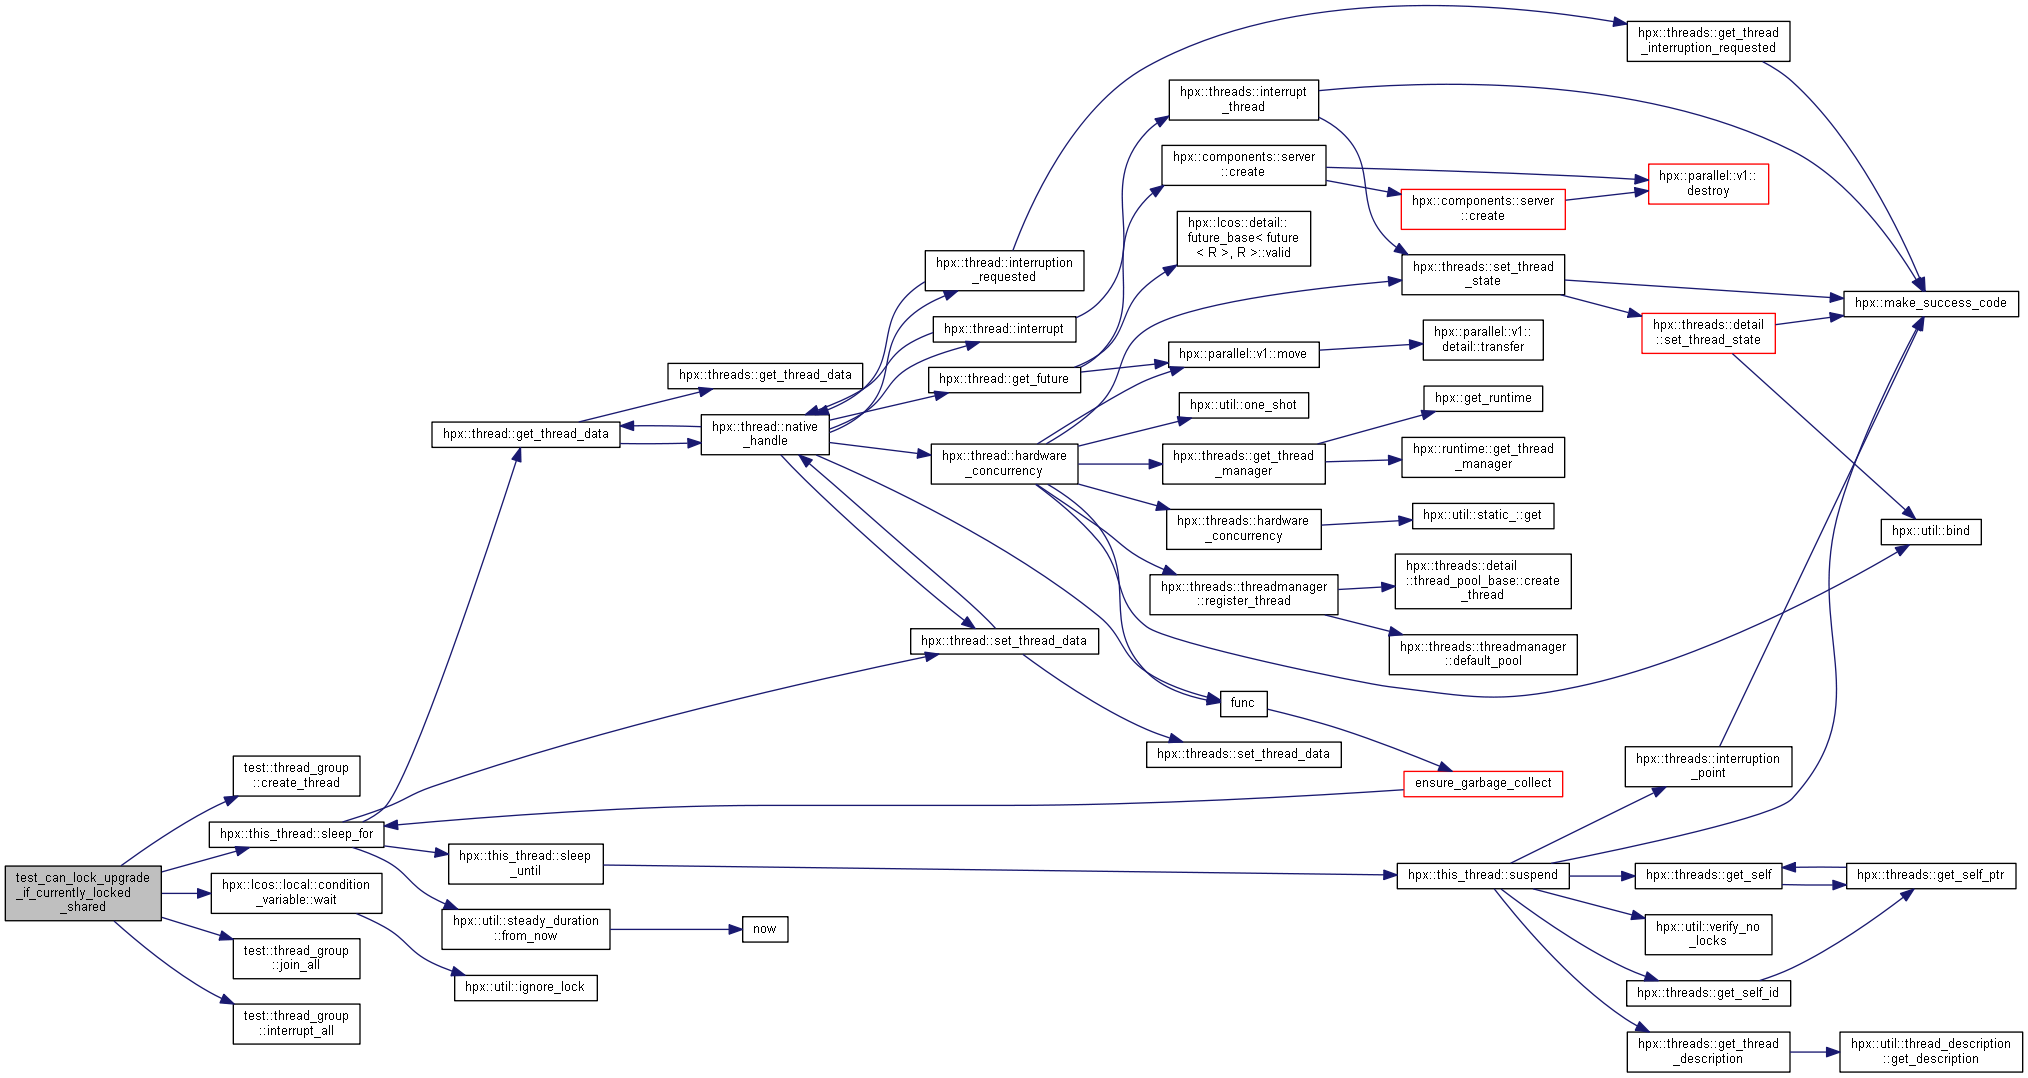 hpx::threads::get_thread
_interruption_requested
hpx::threads::interrupt
_thread
hpx::components::server
::create
hpx::parallel::v1::
destroy
hpx::components::server
::create
hpx::lcos::detail::
future_base< future
< R >, R >::valid
hpx::thread::interruption
_requested
hpx::threads::set_thread
_state
hpx::make_success_code
hpx::thread::interrupt
hpx::threads::detail
::set_thread_state
hpx::parallel::v1::
detail::transfer
hpx::parallel::v1::move
hpx::threads::get_thread_data
hpx::thread::get_future
hpx::util::one_shot
hpx::get_runtime
hpx::thread::get_thread_data
hpx::thread::native
_handle
hpx::thread::hardware
_concurrency
hpx::threads::get_thread
_manager
hpx::runtime::get_thread
_manager
hpx::threads::hardware
_concurrency
hpx::util::static_::get
hpx::util::bind
hpx::threads::threadmanager
::register_thread
hpx::threads::detail
::thread_pool_base::create
_thread
hpx::threads::threadmanager
::default_pool
hpx::thread::set_thread_data
func
hpx::threads::set_thread_data
ensure_garbage_collect
hpx::threads::interruption
_point
test::thread_group
::create_thread
hpx::this_thread::sleep_for
hpx::this_thread::sleep
_until
test_can_lock_upgrade
_if_currently_locked
_shared
hpx::lcos::local::condition
_variable::wait
hpx::this_thread::suspend
hpx::threads::get_self
hpx::threads::get_self_ptr
hpx::util::steady_duration
::from_now
now
hpx::util::verify_no
_locks
test::thread_group
::join_all
hpx::util::ignore_lock
hpx::threads::get_self_id
test::thread_group
::interrupt_all
hpx::threads::get_thread
_description
hpx::util::thread_description
::get_description